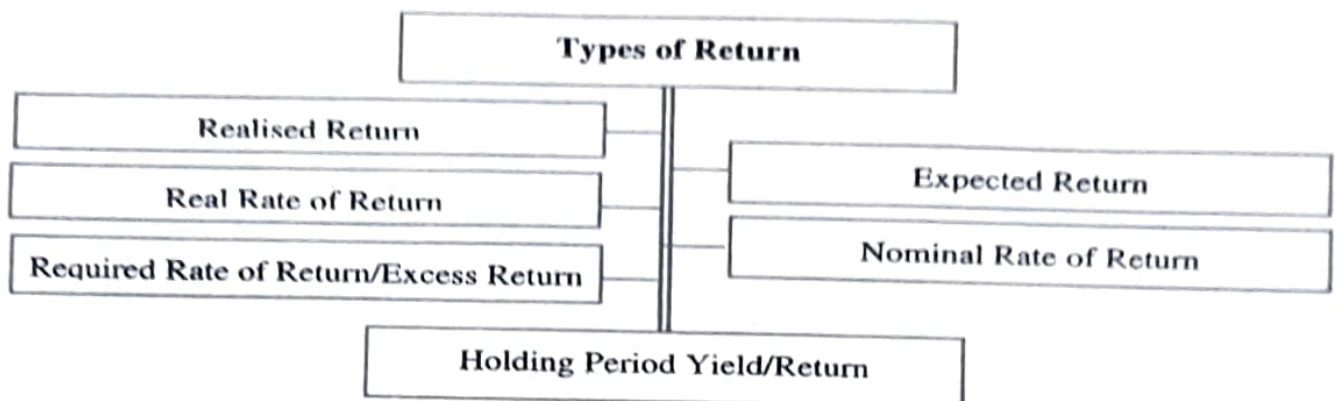 Types of Return
Realised Return
Expected Return
Real Rate of Return
Nominal Rate of Return
Required Rate of Return/Excess Return
Holding Period Yield/Return